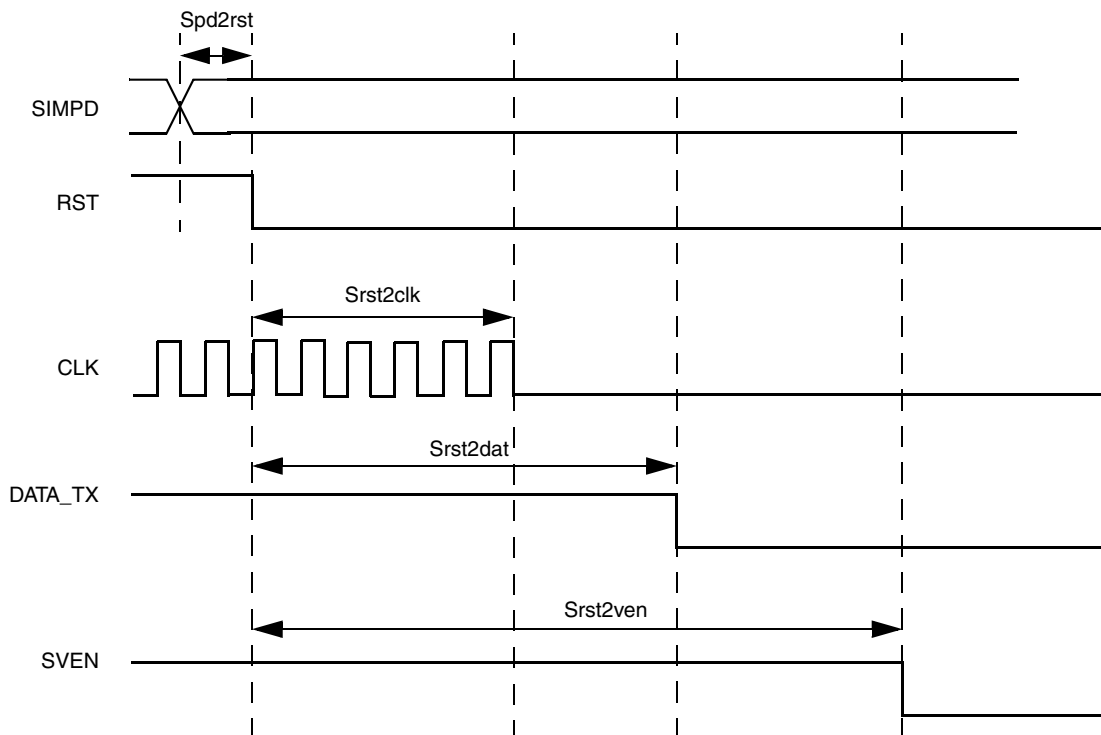 Spd2rst
SIMPD
RST
Srst2clk
CLK
Srst2dat
DATA_TX
Srst2ven
SVEN